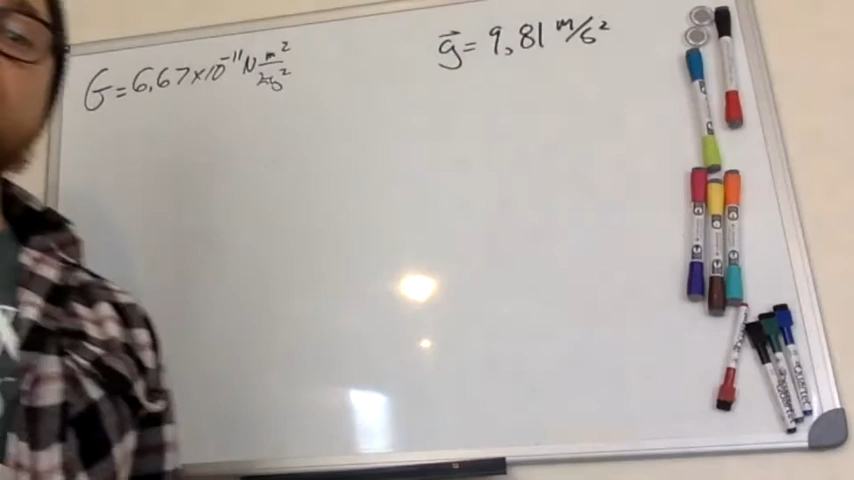 G = 6.67 × 10⁻¹¹ N m²/kg²
g⃗ = 9.81 m/s²